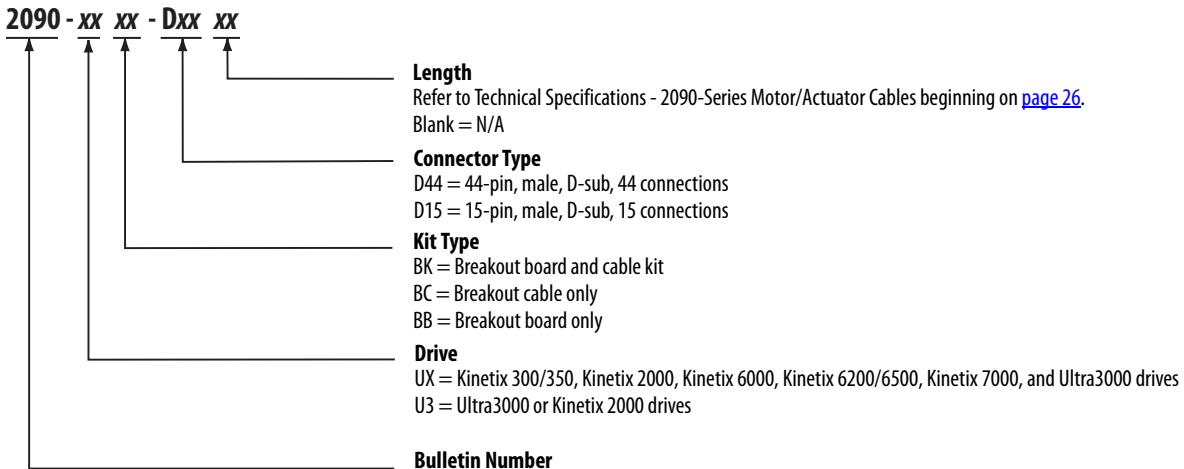 2090 - xx xx - Dxx xx
Length
Refer to Technical Specifications - 2090-Series Motor/Actuator Cables beginning on page 26.
Blank = N/A
Connector Type
D44 = 44-pin, male, D-sub, 44 connections
D15 = 15-pin, male, D-sub, 15 connections
Kit Type
BK = Breakout board and cable kit
BC = Breakout cable only
BB = Breakout board only
Drive
UX = Kinetix 300/350, Kinetix 2000, Kinetix 6000, Kinetix 6200/6500, Kinetix 7000, and Ultra3000 drives
U3 = Ultra3000 or Kinetix 2000 drives
Bulletin Number